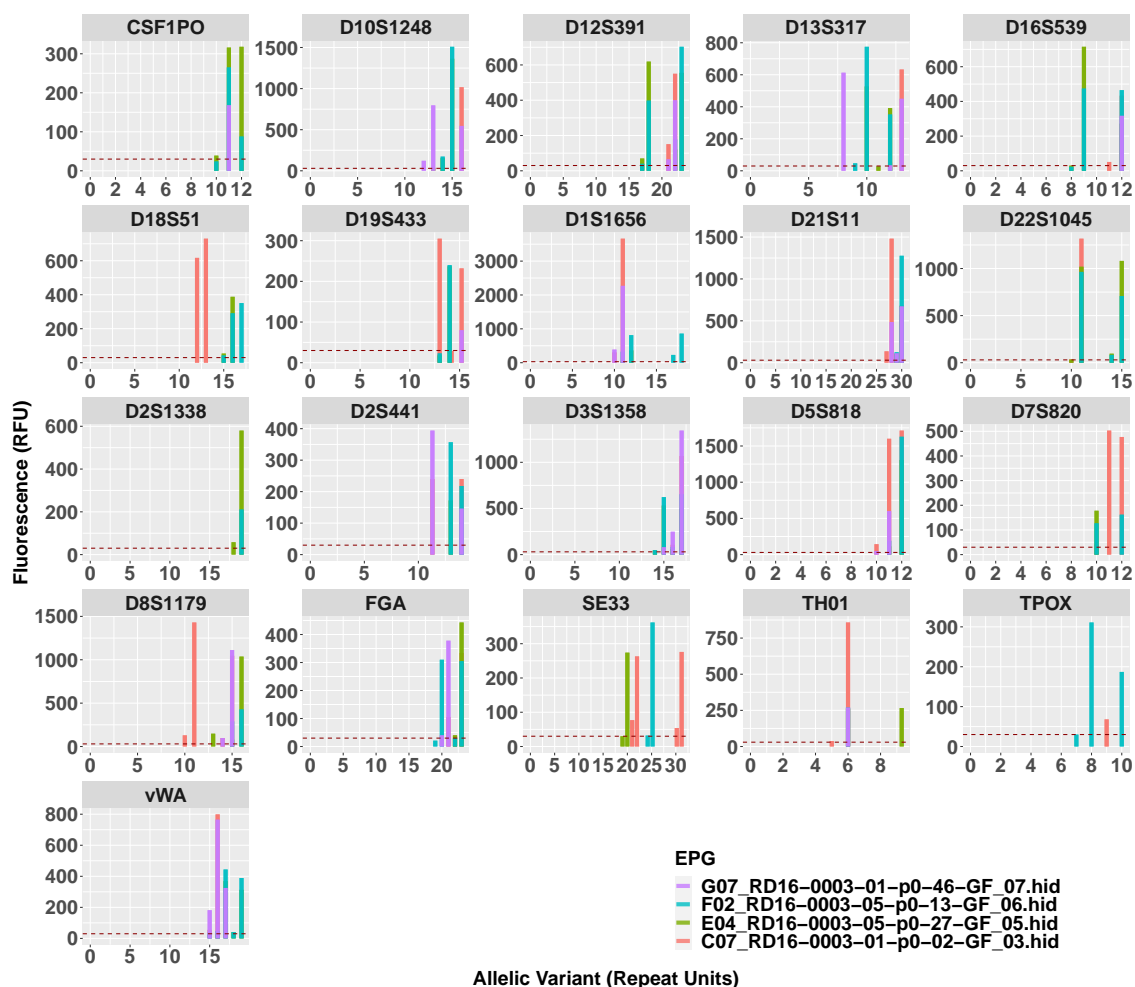 CSF1PO D10S1248 D12S391 D13S317 D16S539
300 200 100 0
0 2 4 6 8 10 12
1500 1000 500 0
0 5 10 15
600 400 200 0
0 5 10 15 21
800 600 400 200 0
0 5 10
600 400 200 0
0 2 4 6 8 10 12
D18S51 D19S433 D1S1656 D21S11 D22S1045
600 400 200 0
0 5 10 15
300 200 100 0
0 5 10 15
3000 2000 1000 0
0 5 10 15
1500 1000 500 0
0 5 10 15 20 25 30
1000 500 0
0 5 10 15
D2S1338 D2S441 D3S1358 D5S818 D7S820
600 400 200 0
0 5 10 15
400 300 200 100 0
0 5 11
1000 500 0
0 5 10 15
1500 1000 500 0
0 2 4 6 8 10 12
500 400 300 200 100 0
0 2 4 6 8 10 12
D8S1179 FGA SE33 TH01 TPOX
1500 1000 500 0
0 5 10 15
400 300 200 100 0
0 5 10 15 20
300 200 100 0
0 5 10 15 19 25 30
750 500 250 0
0 2 4 6 8
300 200 100 0
0 2 4 6 8 10
vWA
800 600 400 200 0
0 5 10 15
Fluorescence (RFU)
Allelic Variant (Repeat Units)
EPG
G07_RD16−0003−01−p0−46−GF_07.hid
F02_RD16−0003−05−p0−13−GF_06.hid
E04_RD16−0003−05−p0−27−GF_05.hid
C07_RD16−0003−01−p0−02−GF_03.hid